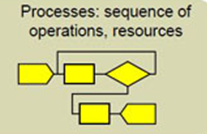 Processes: sequence of
operations, resources